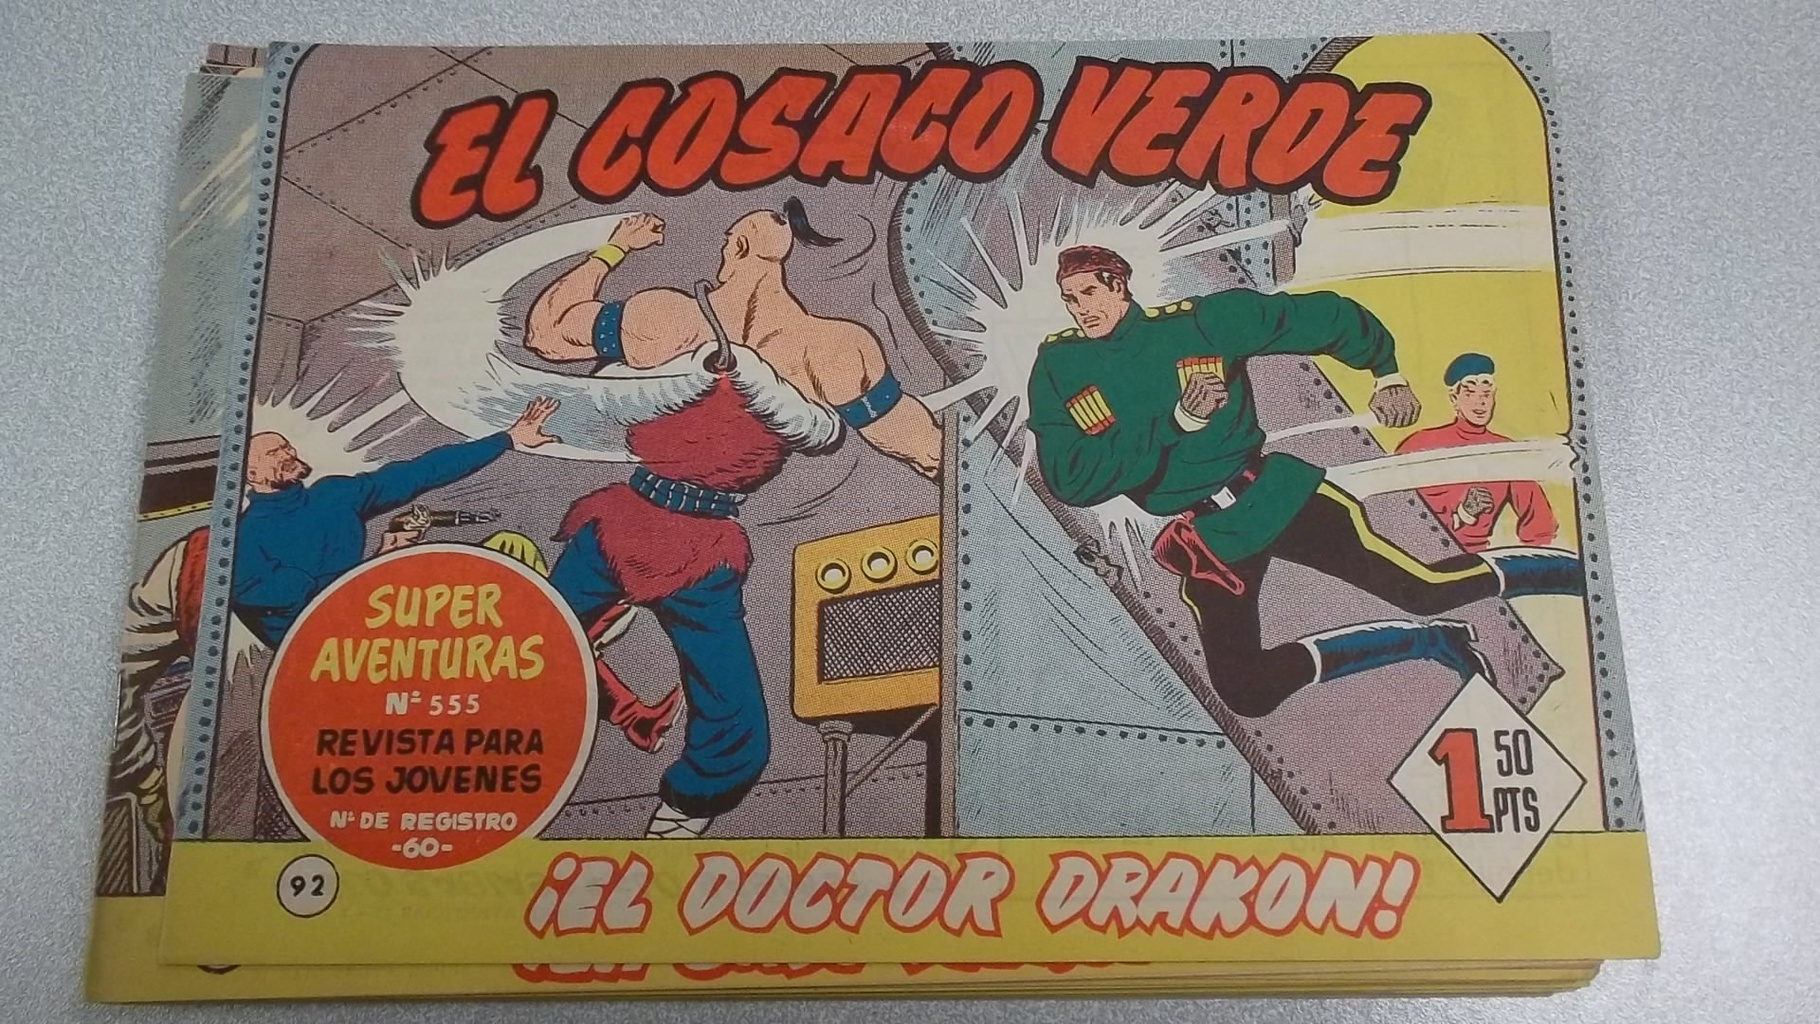 EL COSACO VERDE
SUPER
AVENTURAS
Nº 555
REVISTA PARA
LOS JOVENES
Nº DE REGISTRO
-60-
1 50
PTS
92
¡EL DOCTOR DRAKON!